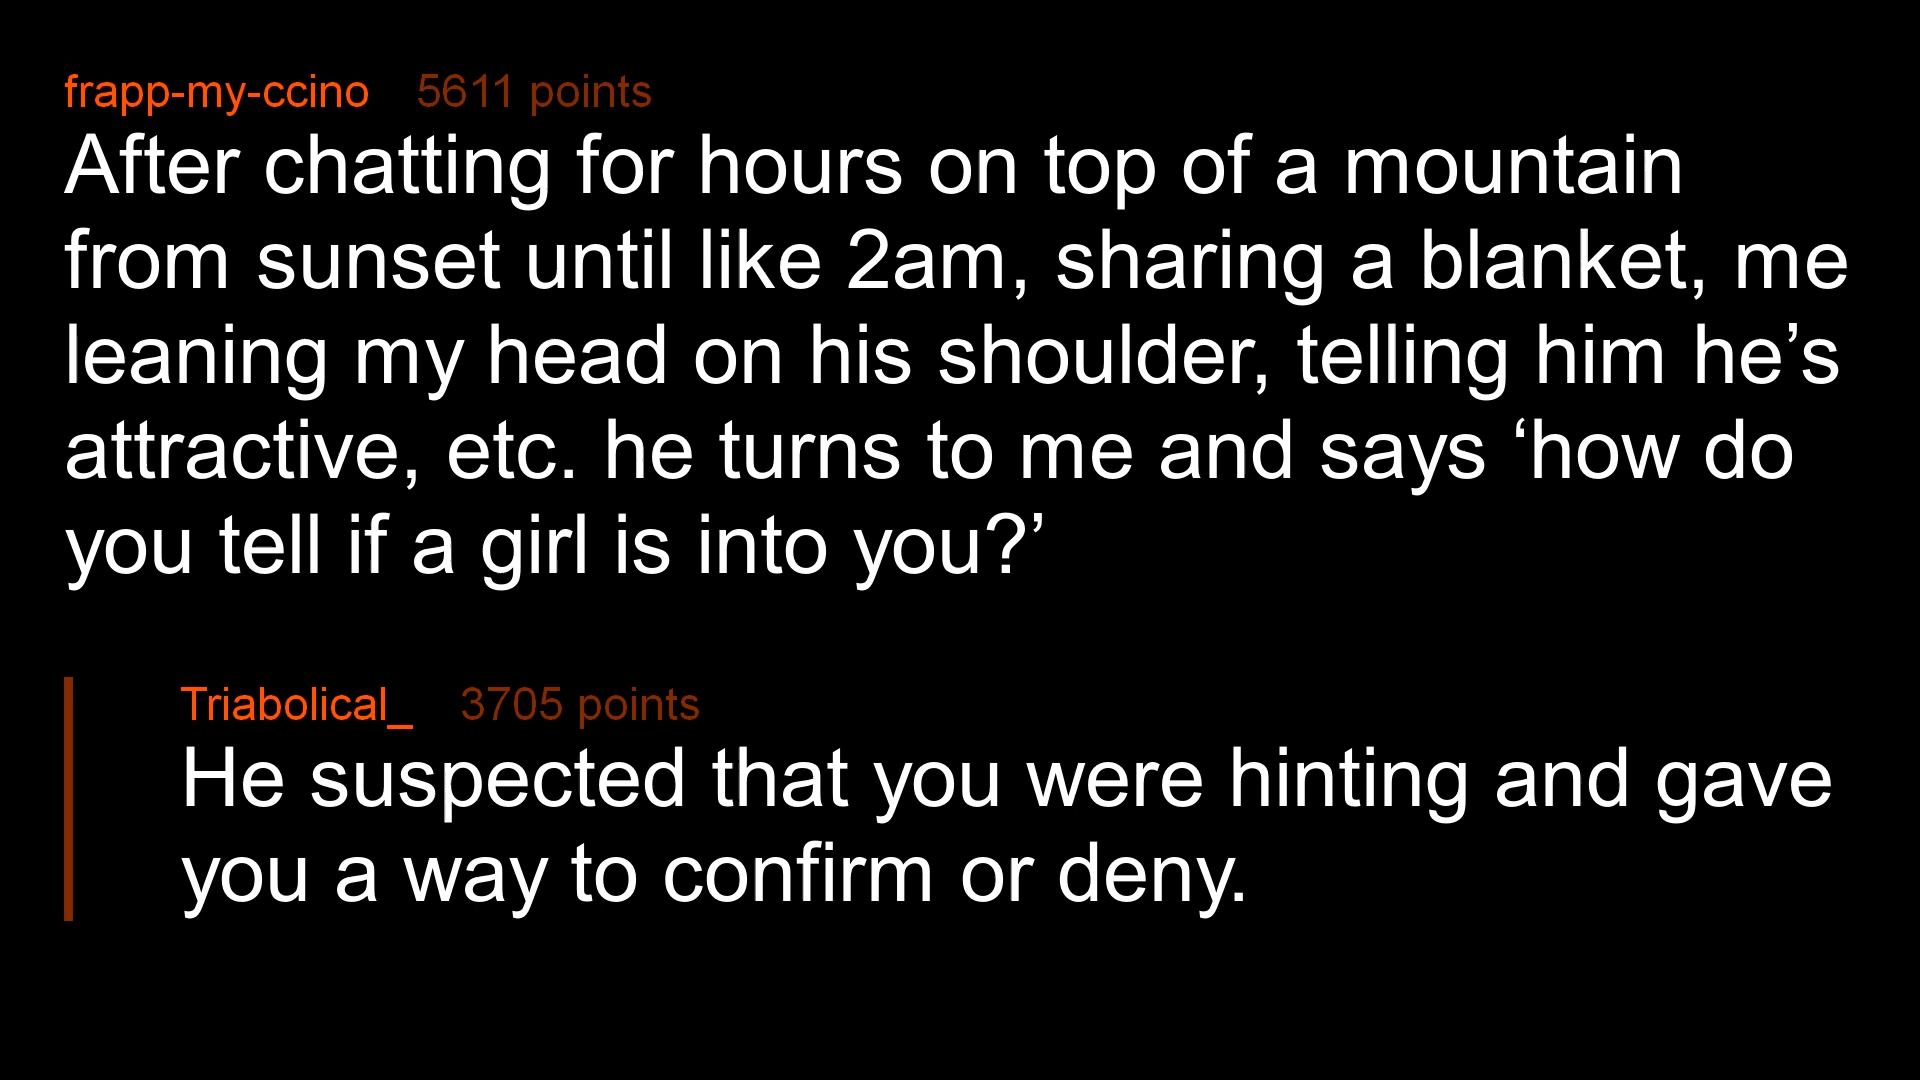 frapp-my-ccino 5611 points
After chatting for hours on top of a mountain
from sunset until like 2am, sharing a blanket, me
leaning my head on his shoulder, telling him he’s
attractive, etc. he turns to me and says ‘how do
you tell if a girl is into you?’
Triabolical_ 3705 points
He suspected that you were hinting and gave
you a way to confirm or deny.